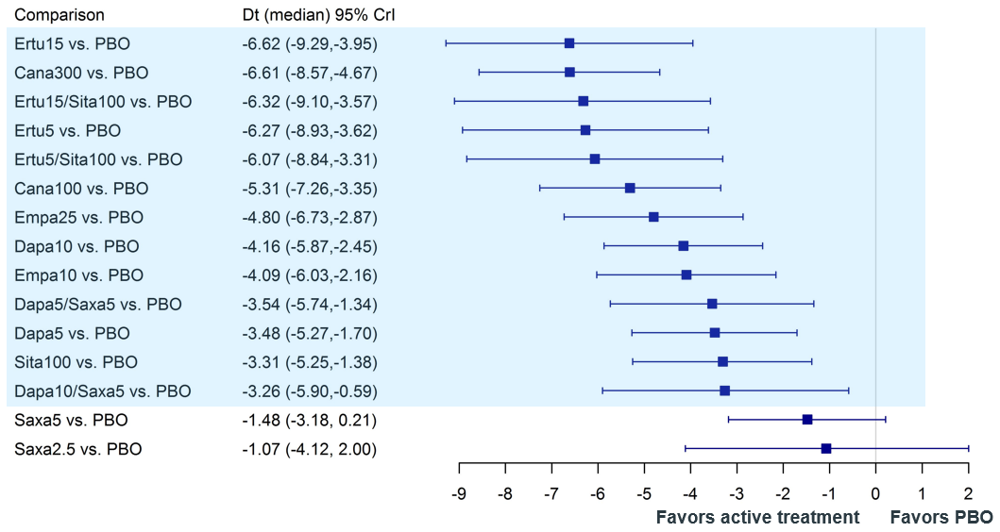 Comparison Dt (median) 95% CrI
Ertu15 vs. PBO -6.62 (-9.29,-3.95)
Cana300 vs. PBO -6.61 (-8.57,-4.67)
Ertu15/Sita100 vs. PBO -6.32 (-9.10,-3.57)
Ertu5 vs. PBO -6.27 (-8.93,-3.62)
Ertu5/Sita100 vs. PBO -6.07 (-8.84,-3.31)
Cana100 vs. PBO -5.31 (-7.26,-3.35)
Empa25 vs. PBO -4.80 (-6.73,-2.87)
Dapa10 vs. PBO -4.16 (-5.87,-2.45)
Empa10 vs. PBO -4.09 (-6.03,-2.16)
Dapa5/Saxa5 vs. PBO -3.54 (-5.74,-1.34)
Dapa5 vs. PBO -3.48 (-5.27,-1.70)
Sita100 vs. PBO -3.31 (-5.25,-1.38)
Dapa10/Saxa5 vs. PBO -3.26 (-5.90,-0.59)
Saxa5 vs. PBO -1.48 (-3.18, 0.21)
Saxa2.5 vs. PBO -1.07 (-4.12, 2.00)
-9 -8 -7 -6 -5 -4 -3 -2 -1 0 1 2
Favors active treatment Favors PBO